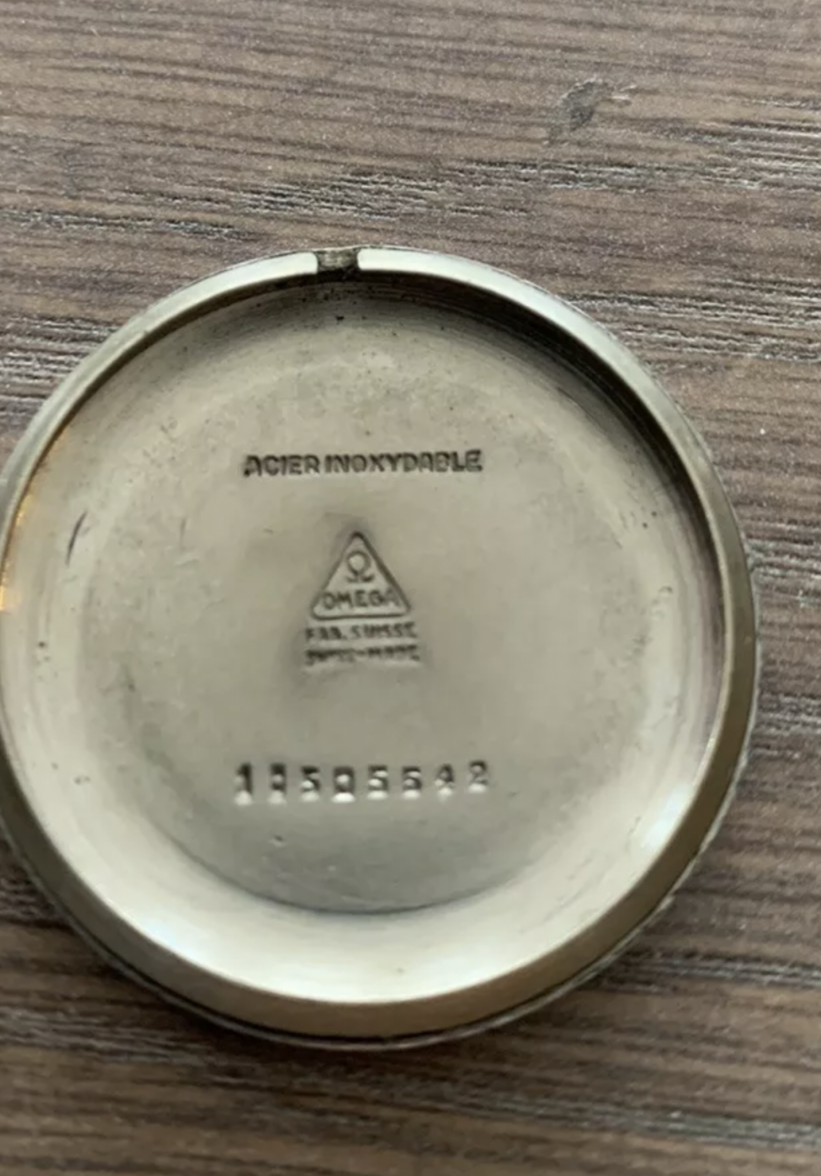 ACIER INOXYDABLE
Ω
OMEGA
FAB. SUISSE
SWISS-MADE
11505542